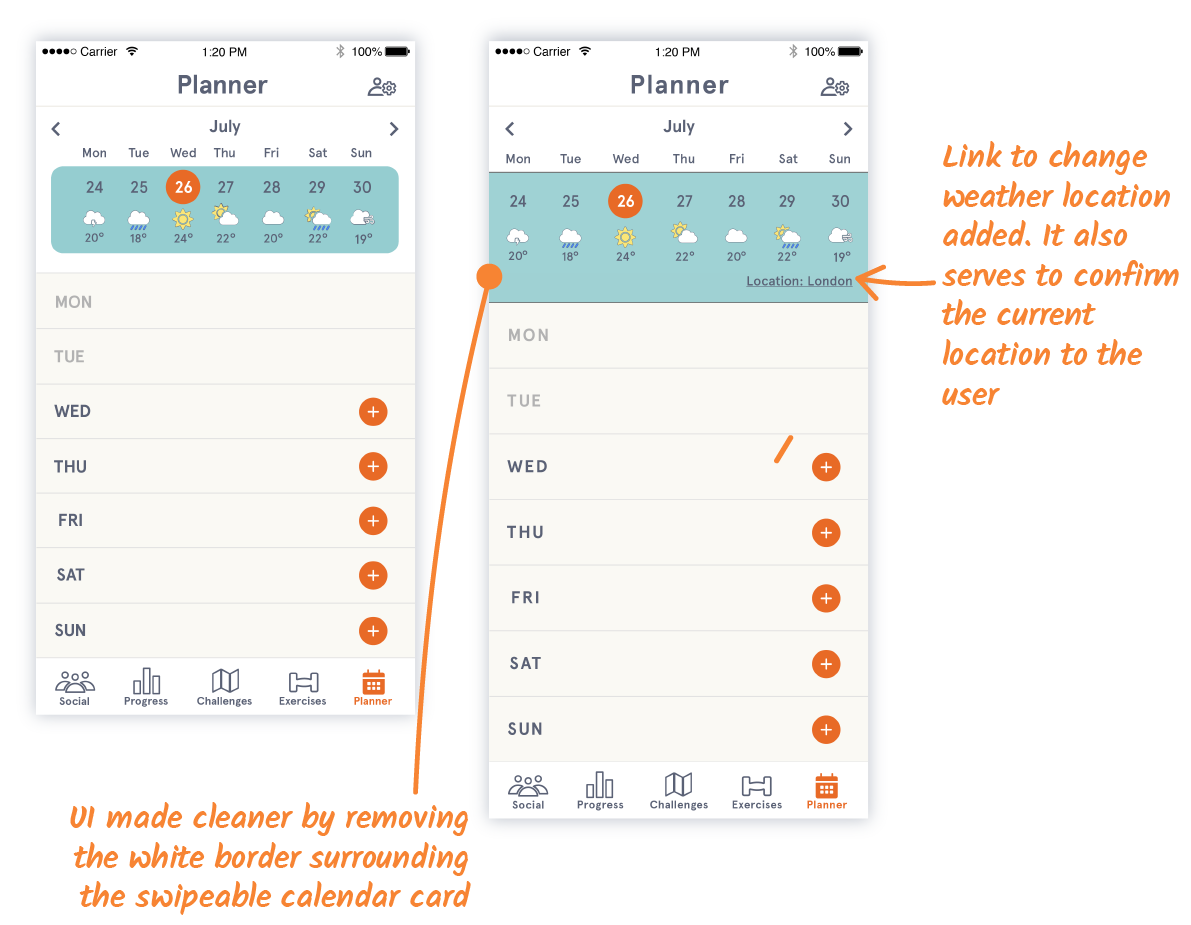 Carrier 1:20 PM 100%
Planner
July
Mon Tue Wed Thu Fri Sat Sun
24 25 26 27 28 29 30
20° 18° 24° 22° 20° 22° 19°
MON
TUE
WED
THU
FRI
SAT
SUN
Social Progress Challenges Exercises Planner
Carrier 1:20 PM 100%
Planner
July
Mon Tue Wed Thu Fri Sat Sun
24 25 26 27 28 29 30
20° 18° 24° 22° 20° 22° 19°
Location: London
MON
TUE
WED
THU
FRI
SAT
SUN
Social Progress Challenges Exercises Planner
Link to change
weather location
added. It also
serves to confirm
the current
location to the
user
UI made cleaner by removing
the white border surrounding
the swipeable calendar card